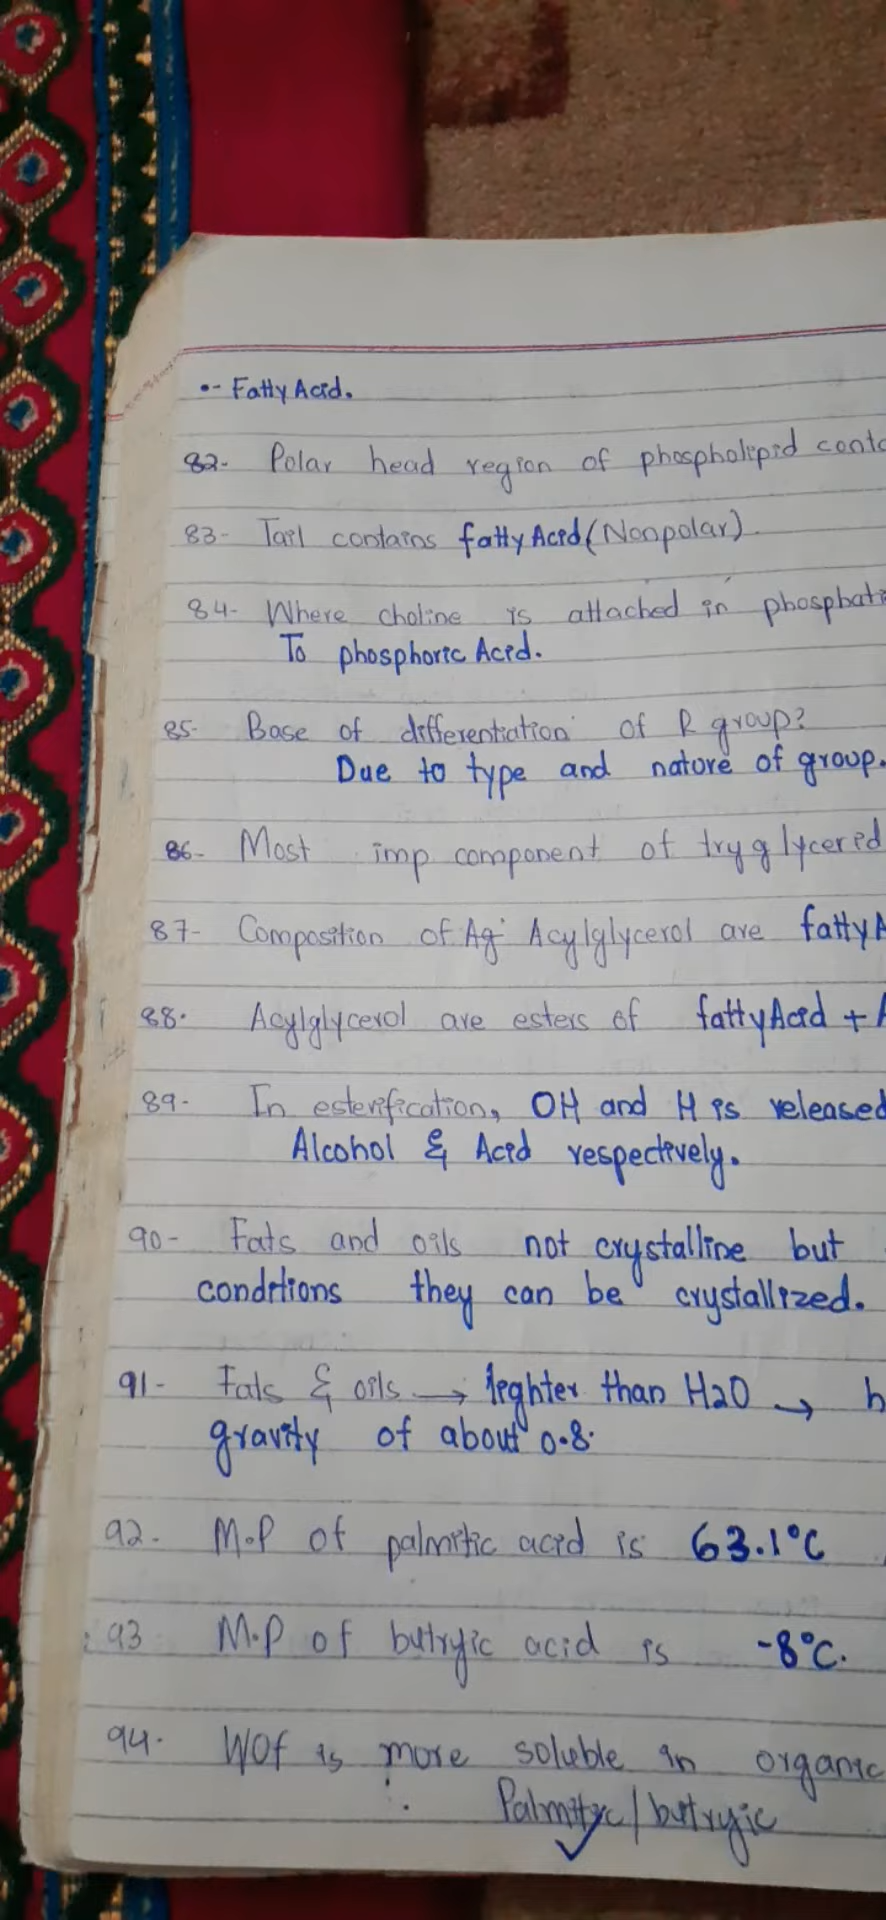 •- Fatty Acid.
82- Polar head region of phospholipid conta
83- Tail contains fatty Acid (Nonpolar)
84- Where choline is attached in phosphati
To phosphoric Acid.
85- Base of differentiation of R group?
Due to type and nature of group.
86- Most imp component of tryglycerid
87- Composition of Acylglycerol are fatty A
88. Acylglycerol are esters of fatty Acid +
89- In esterification, OH and H is released
Alcohol & Acid respectively.
90- Fats and oils not crystalline but
conditions they can be crystallized.
91- Fats & oils → leghter than H2O → h
gravity of about 0.8.
92- M.P of palmitic acid is 63.1°C
93 M.P of butryic acid is -8°C.
94. WOf is more soluble in organic
Palmityc / butryic ✓